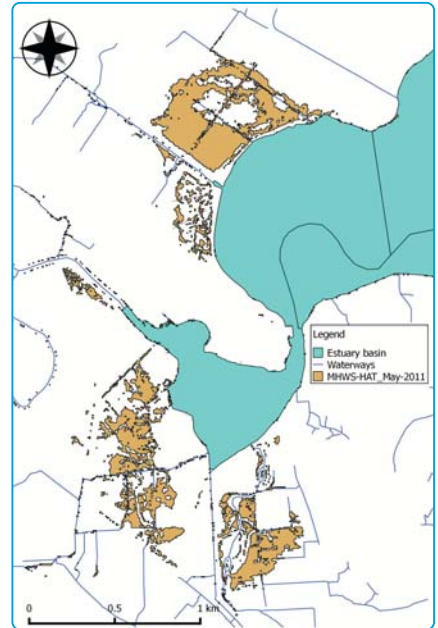 Legend
Estuary basin
Waterways
MHWS-HAT_May-2011
0 0.5 1 km